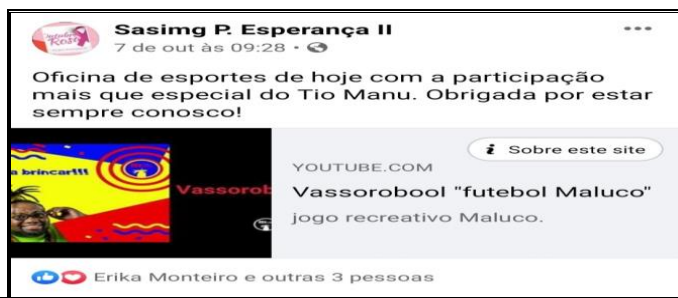 Sasimg P. Esperança II
7 de out às 09:28
Oficina de esportes de hoje com a participação
mais que especial do Tio Manu. Obrigada por estar
sempre conosco!
a brincar!!!
Vassorob
Sobre este site
YOUTUBE.COM
Vassorobool "futebol Maluco"
jogo recreativo Maluco.
Erika Monteiro e outras 3 pessoas